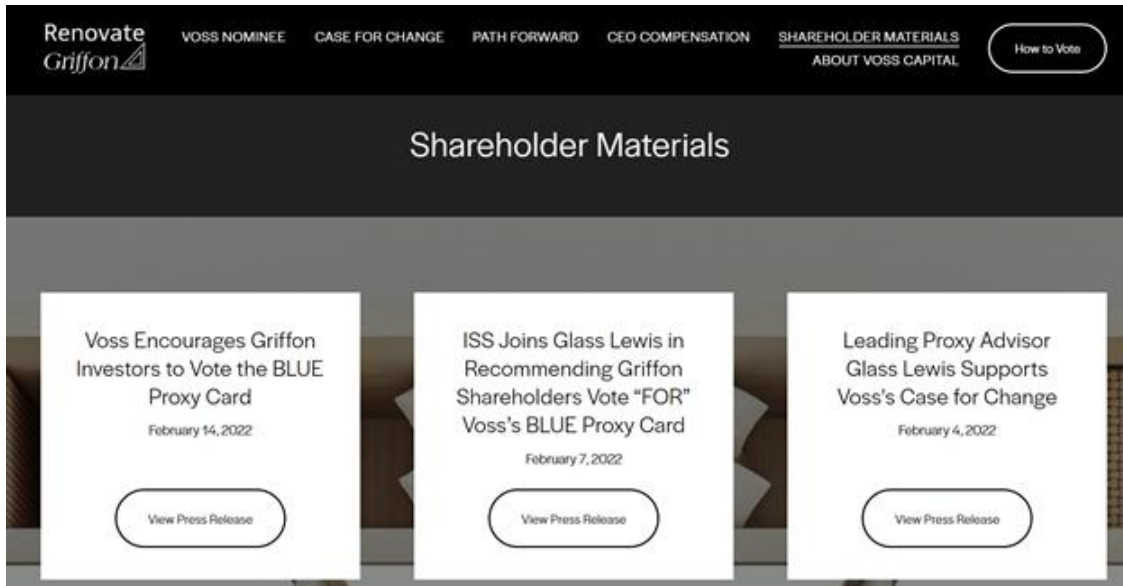 Renovate
Griffon
VOSS NOMINEE
CASE FOR CHANGE
PATH FORWARD
CEO COMPENSATION
SHAREHOLDER MATERIALS
ABOUT VOSS CAPITAL
How to Vote
Shareholder Materials
Voss Encourages Griffon
Investors to Vote the BLUE
Proxy Card
February 14, 2022
View Press Release
ISS Joins Glass Lewis in
Recommending Griffon
Shareholders Vote “FOR”
Voss’s BLUE Proxy Card
February 7, 2022
View Press Release
Leading Proxy Advisor
Glass Lewis Supports
Voss’s Case for Change
February 4, 2022
View Press Release